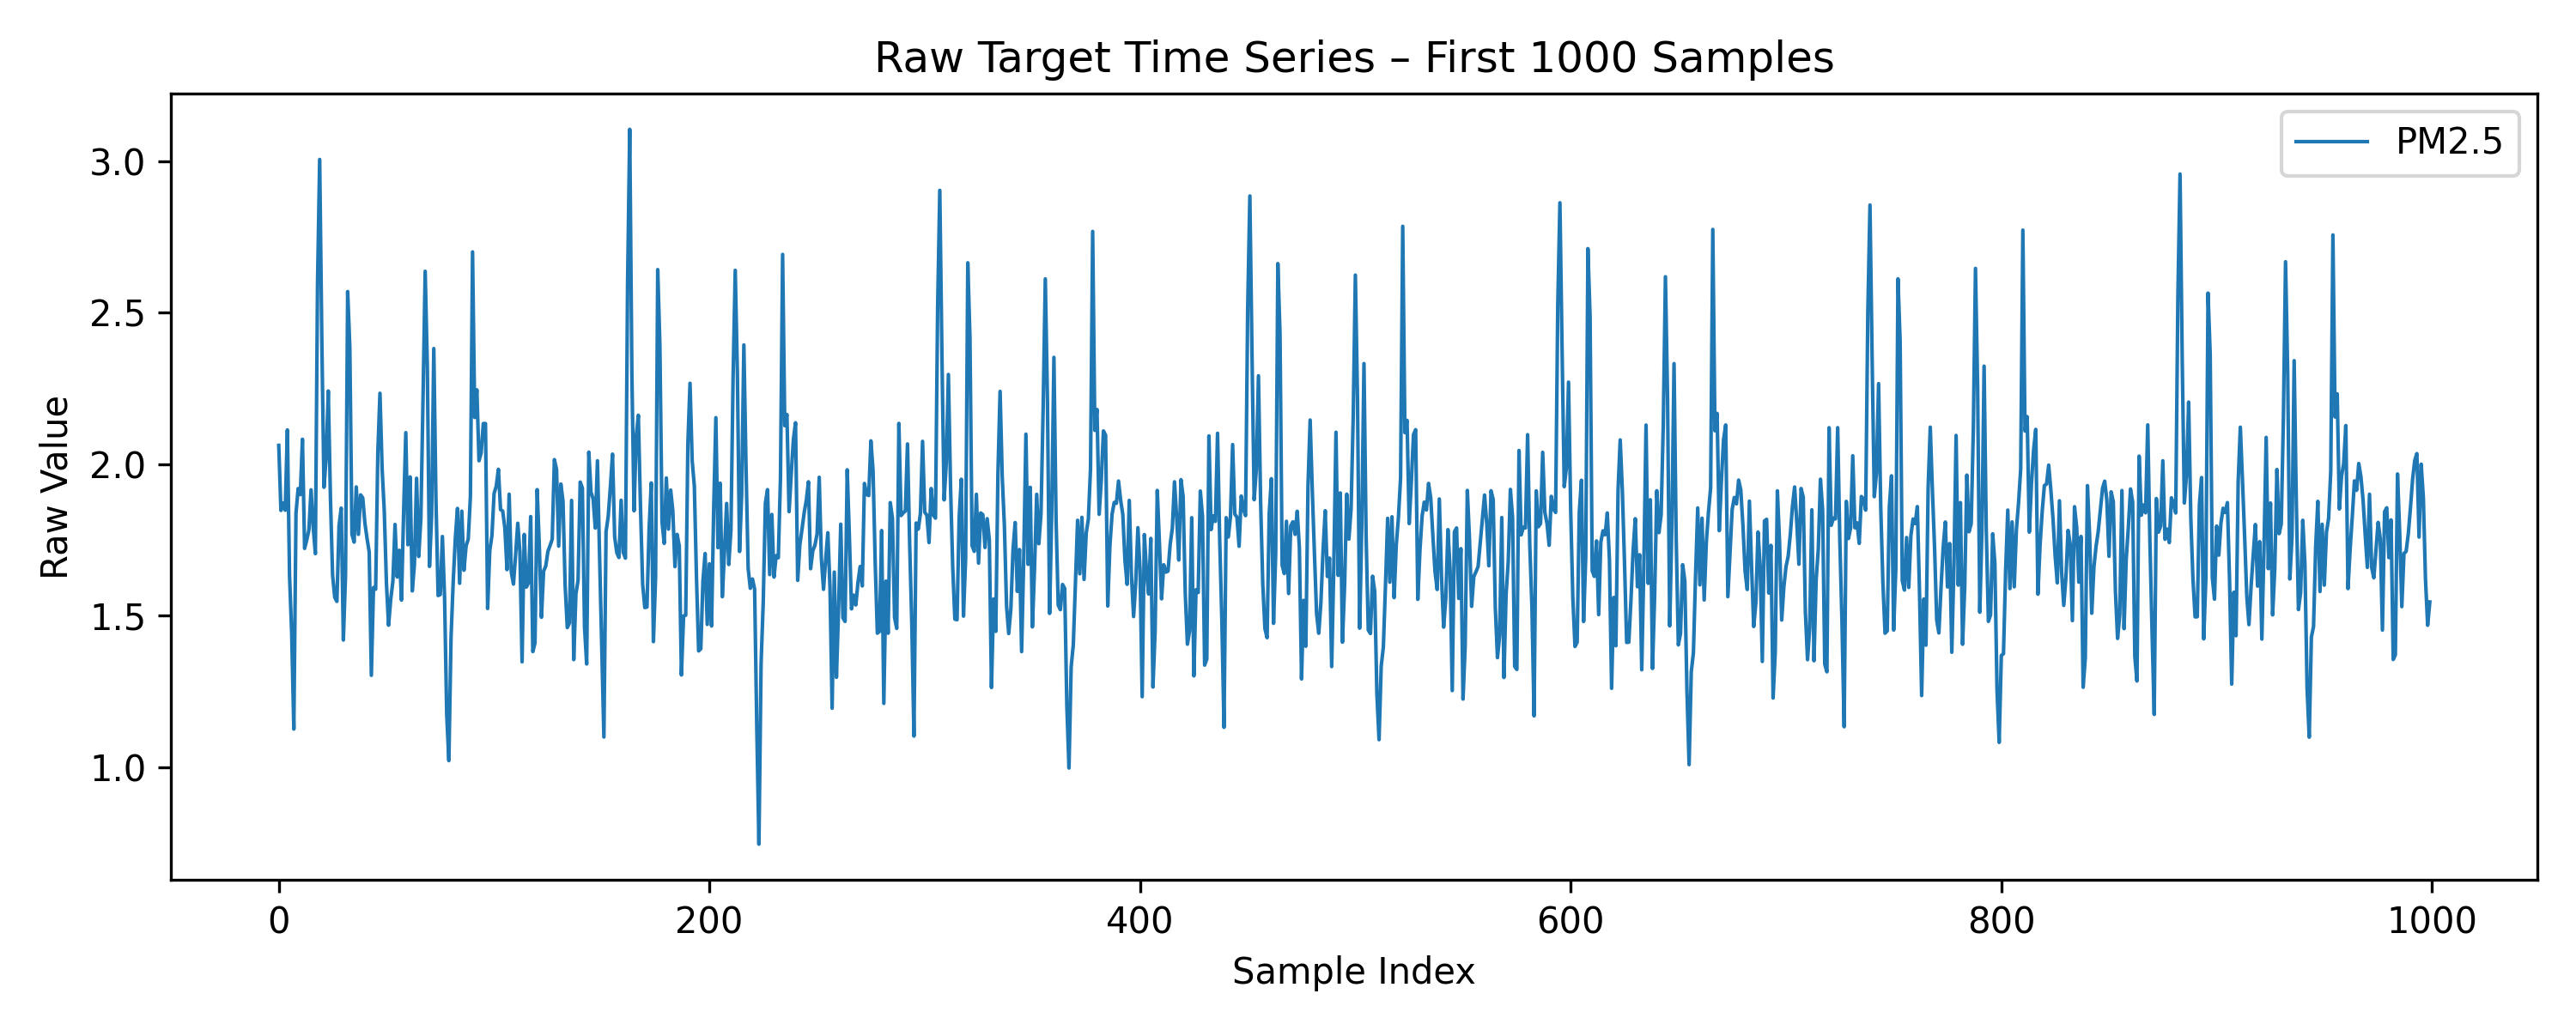 Raw Target Time Series – First 1000 Samples
PM2.5
Raw Value
3.0
2.5
2.0
1.5
1.0
0 200 400 600 800 1000
Sample Index